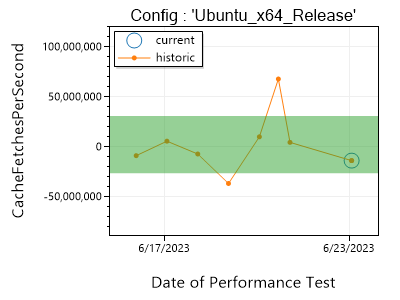 Config : 'Ubuntu_x64_Release'
current
historic
100,000,000
50,000,000
0
-50,000,000
CacheFetchesPerSecond
6/17/2023
6/23/2023
Date of Performance Test